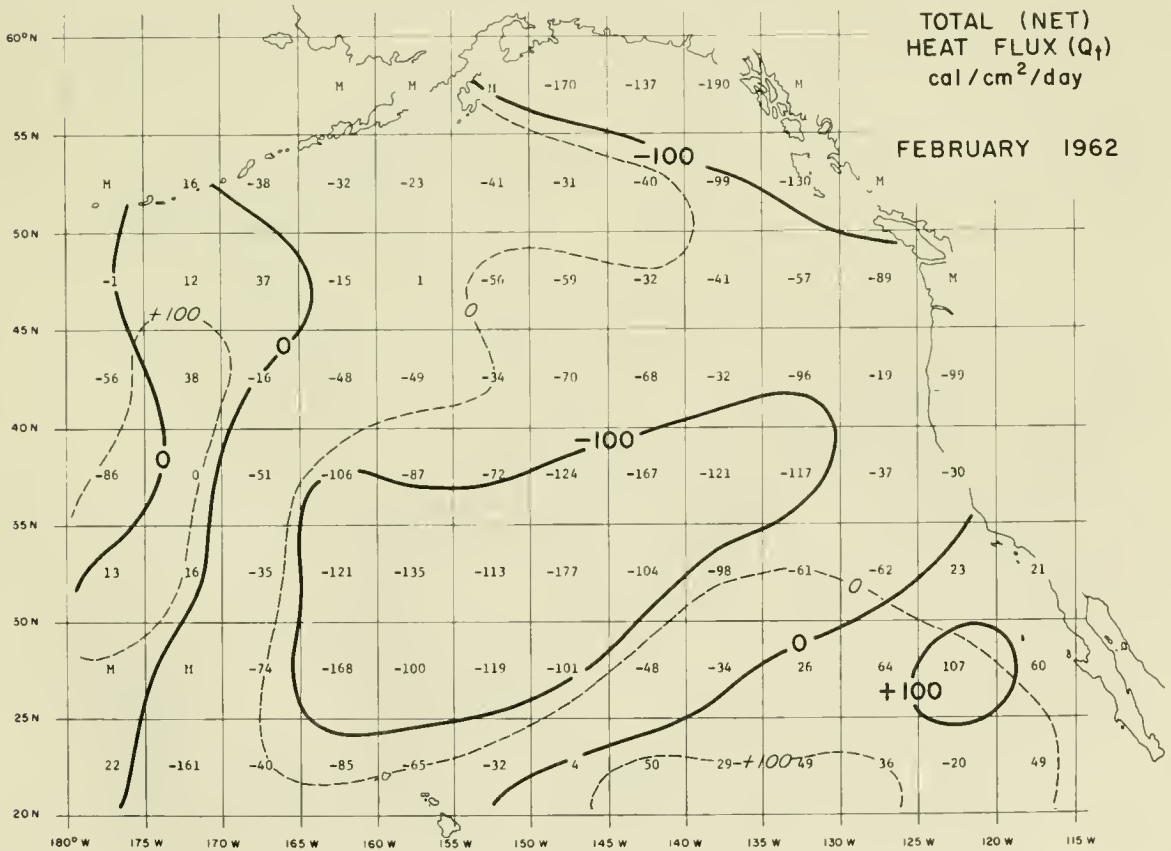 TOTAL (NET)
HEAT FLUX (Qt)
cal/cm²/day
FEBRUARY 1962
60°N
M M M -170 -137 -190 M
55N
-100
M 16 -38 -32 -23 -41 -31 -40 -99 -130 M
50N
-1 12 37 -15 1 -56 -59 -32 -41 -57 -89 M
+100 0
45N
0
-56 38 -16 -48 -49 -34 -70 -68 -32 -96 -19 -99
40N
-100
0
-86 0 -51 -106 -87 -72 -124 -167 -121 -117 -37 -30
35N
13 16 -35 -121 -135 -113 -177 -104 -98 -61 -62 23 21
0
50N
0
M M -74 -168 -100 -119 -101 -48 -34 26 64 107 60
+100
25N
22 -161 -40 -85 -65 -32 4 50 29 +100 49 36 -20 49
0
20N
180°W 175W 170W 165W 160W 155W 150W 145W 140W 135W 130W 125W 120W 115W